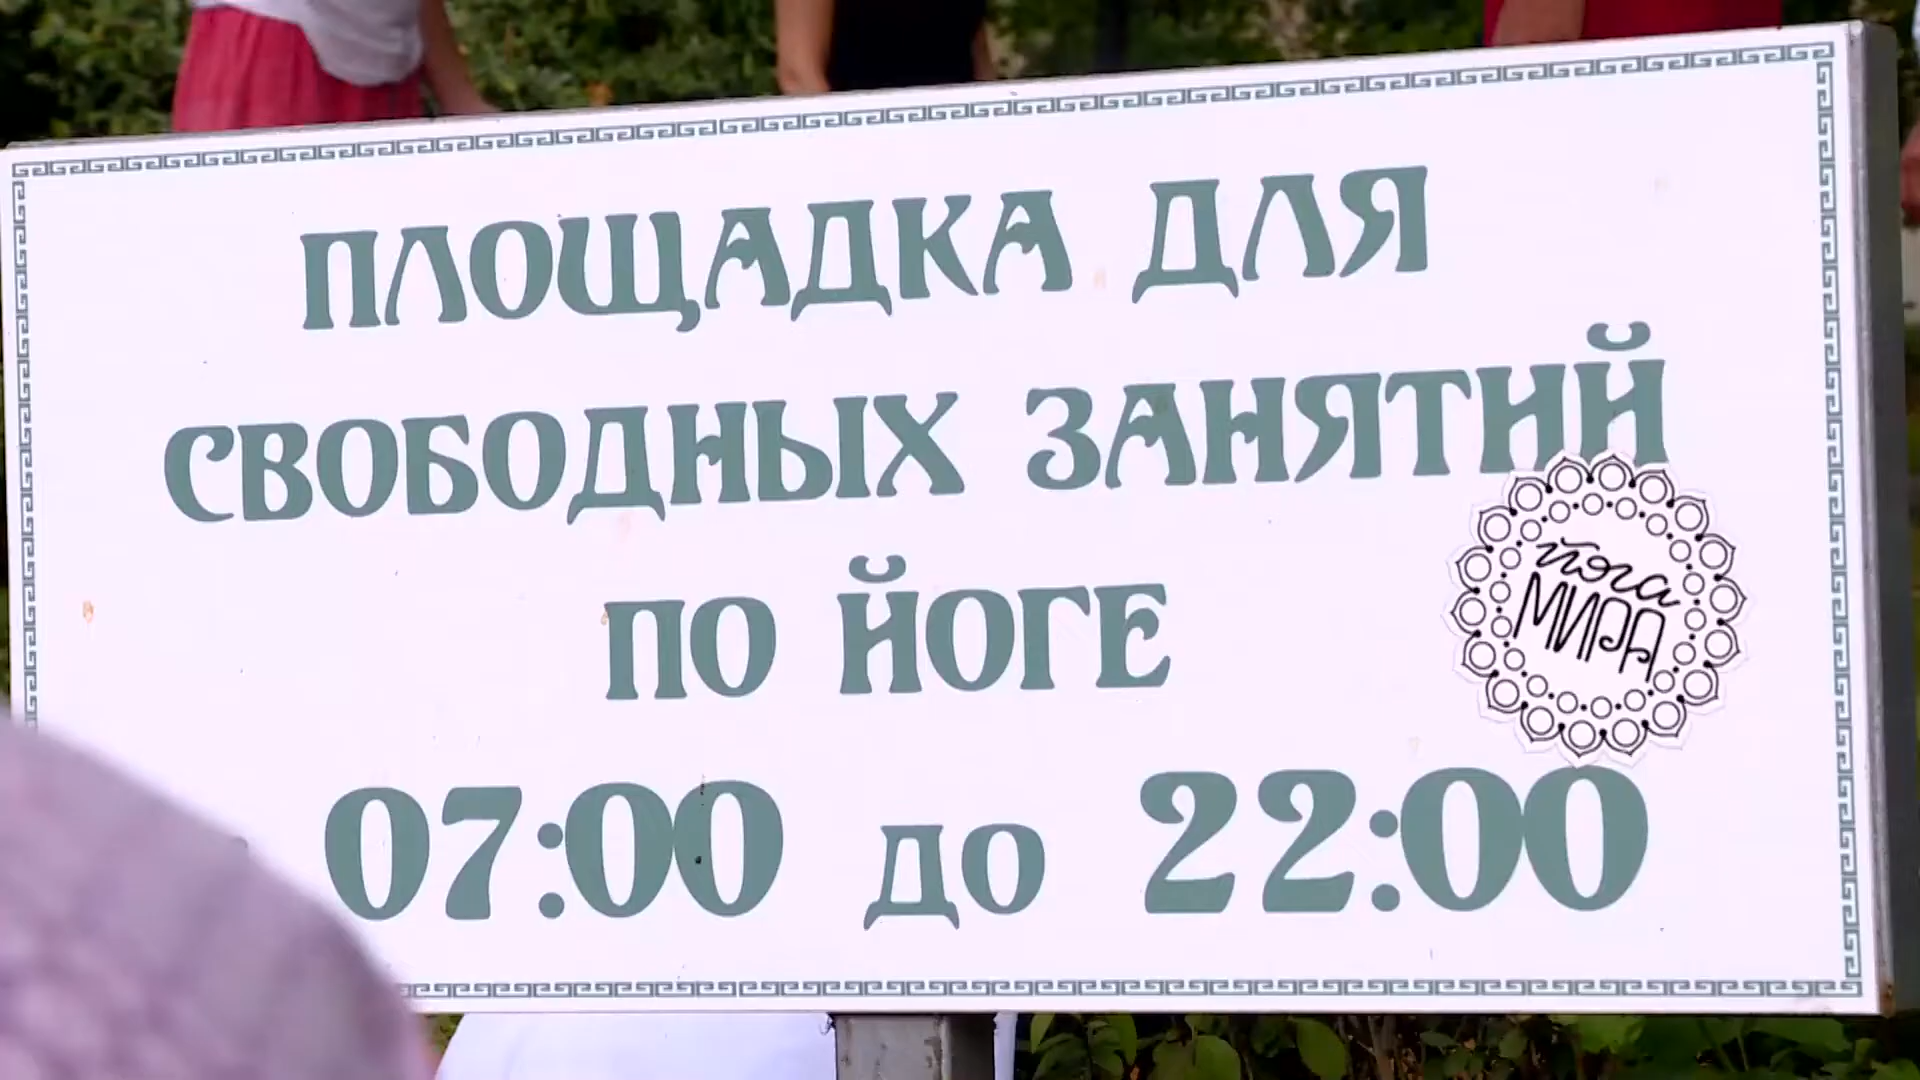 ПЛОЩАДКА ДЛЯ
СВОБОДНЫХ ЗАНЯТИЙ
ПО ЙОГЕ
йога
МИРА
07:00 до 22:00